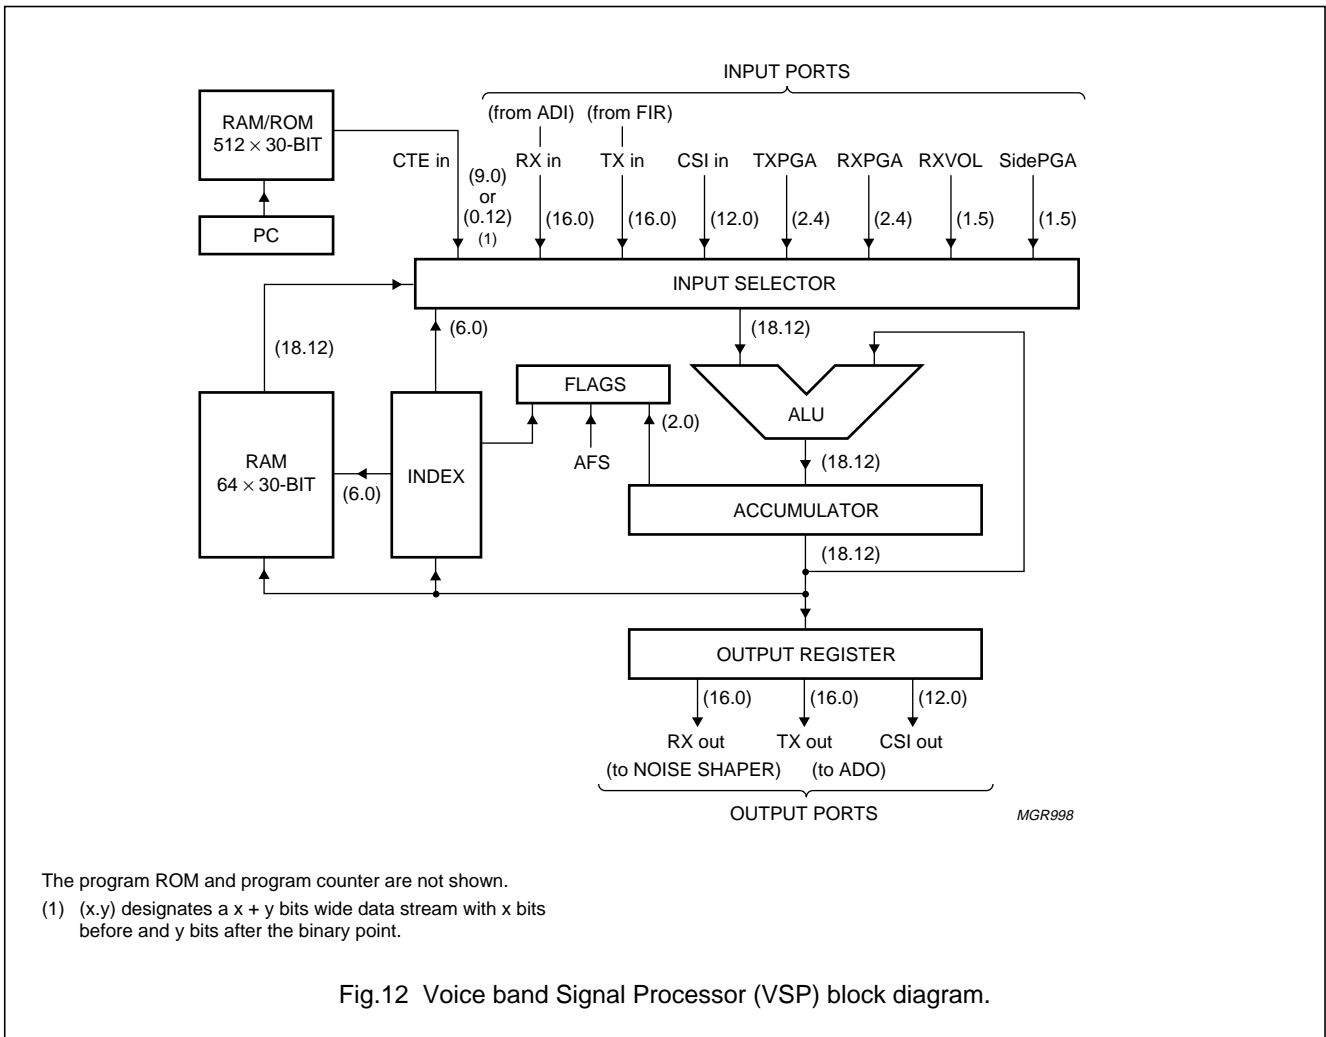 INPUT PORTS
(from ADI) (from FIR)
RAM/ROM
512 × 30-BIT
CTE in
RX in TX in CSI in TXPGA RXPGA RXVOL SidePGA
(9.0)
or
(0.12)
(1)
(16.0) (16.0) (12.0) (2.4) (2.4) (1.5) (1.5)
PC
INPUT SELECTOR
(18.12)
(6.0)
(18.12)
FLAGS
ALU
(2.0)
AFS
RAM
64 × 30-BIT
(6.0)
INDEX
(18.12)
ACCUMULATOR
(18.12)
OUTPUT REGISTER
(16.0) (16.0) (12.0)
RX out TX out CSI out
(to NOISE SHAPER) (to ADO)
OUTPUT PORTS
MGR998
The program ROM and program counter are not shown.
(1) (x.y) designates a x + y bits wide data stream with x bits
before and y bits after the binary point.
Fig.12 Voice band Signal Processor (VSP) block diagram.